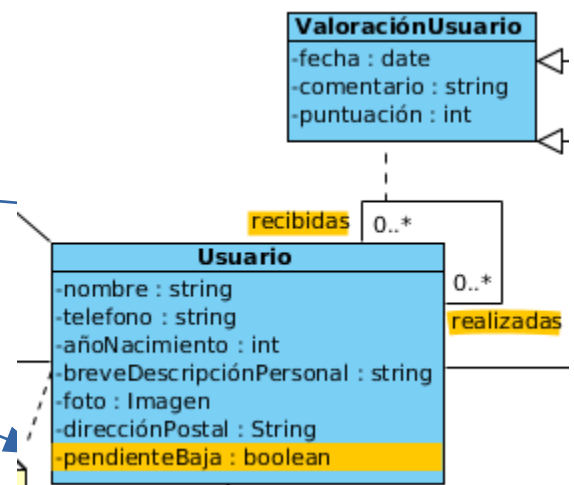 ValoraciónUsuario
-fecha : date
-comentario : string
-puntuación : int
recibidas
0..*
Usuario
-nombre : string
-telefono : string
-añoNacimiento : int
-breveDescripciónPersonal : string
-foto : Imagen
-direcciónPostal : String
-pendienteBaja : boolean
0..*
realizadas